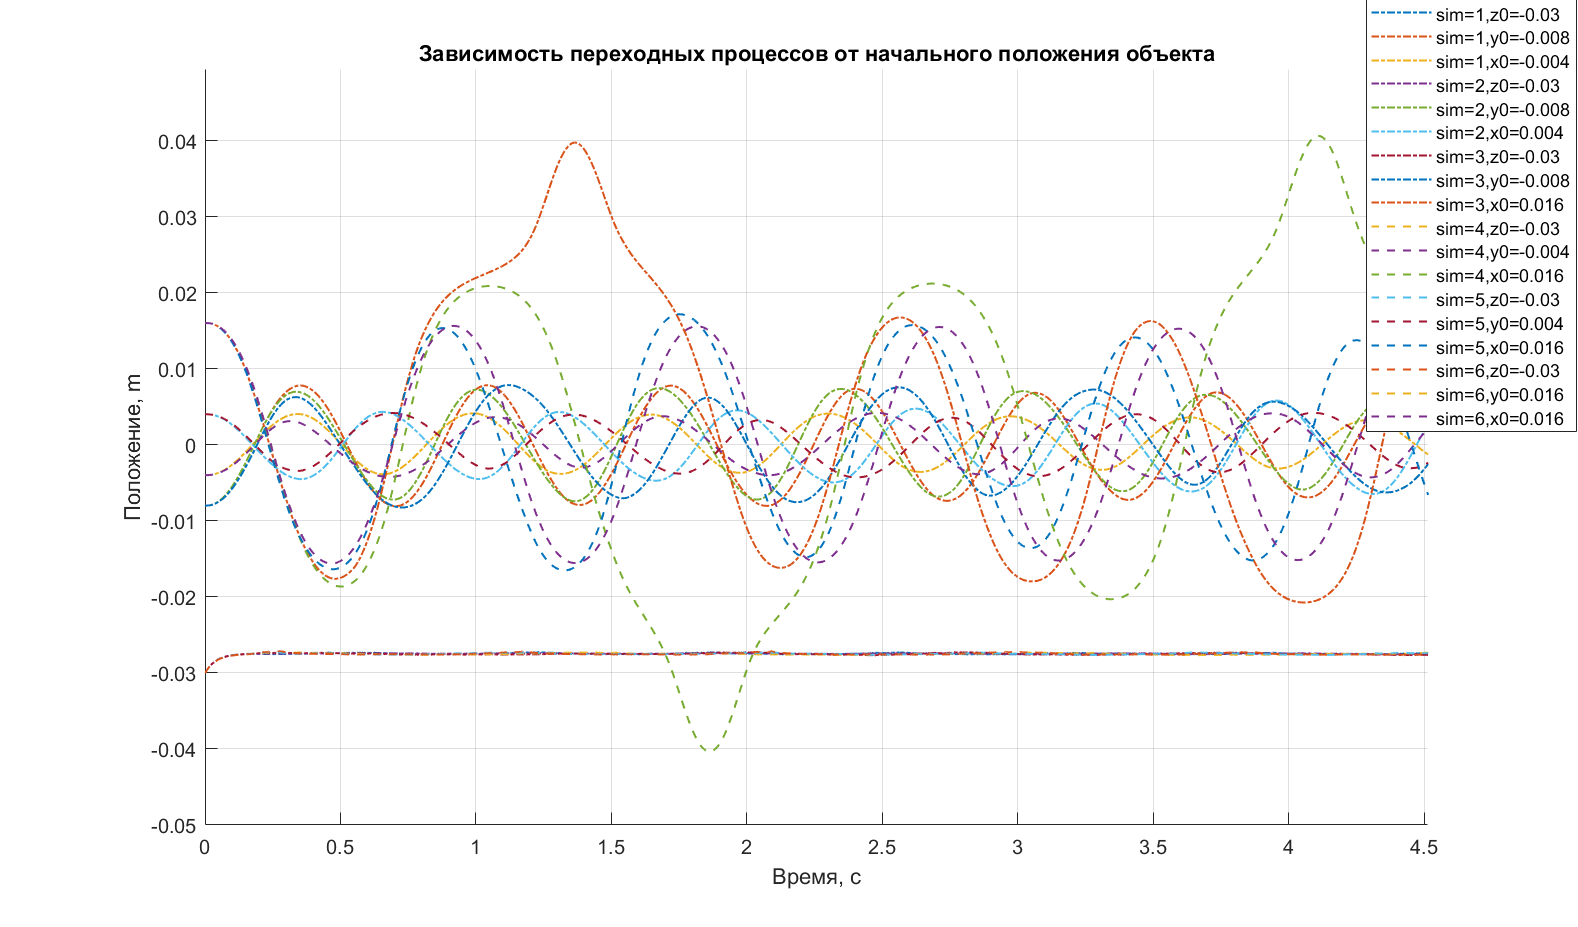 Зависимость переходных процессов от начального положения объекта
sim=1,z0=-0.03
sim=1,y0=-0.008
sim=1,x0=-0.004
sim=2,z0=-0.03
sim=2,y0=-0.008
sim=2,x0=0.004
sim=3,z0=-0.03
sim=3,y0=-0.008
sim=3,x0=0.016
sim=4,z0=-0.03
sim=4,y0=-0.004
sim=4,x0=0.016
sim=5,z0=-0.03
sim=5,y0=0.004
sim=5,x0=0.016
sim=6,z0=-0.03
sim=6,y0=0.016
sim=6,x0=0.016
Положение, m
0.04
0.03
0.02
0.01
0
-0.01
-0.02
-0.03
-0.04
-0.05
0 0.5 1 1.5 2 2.5 3 3.5 4 4.5
Время, с